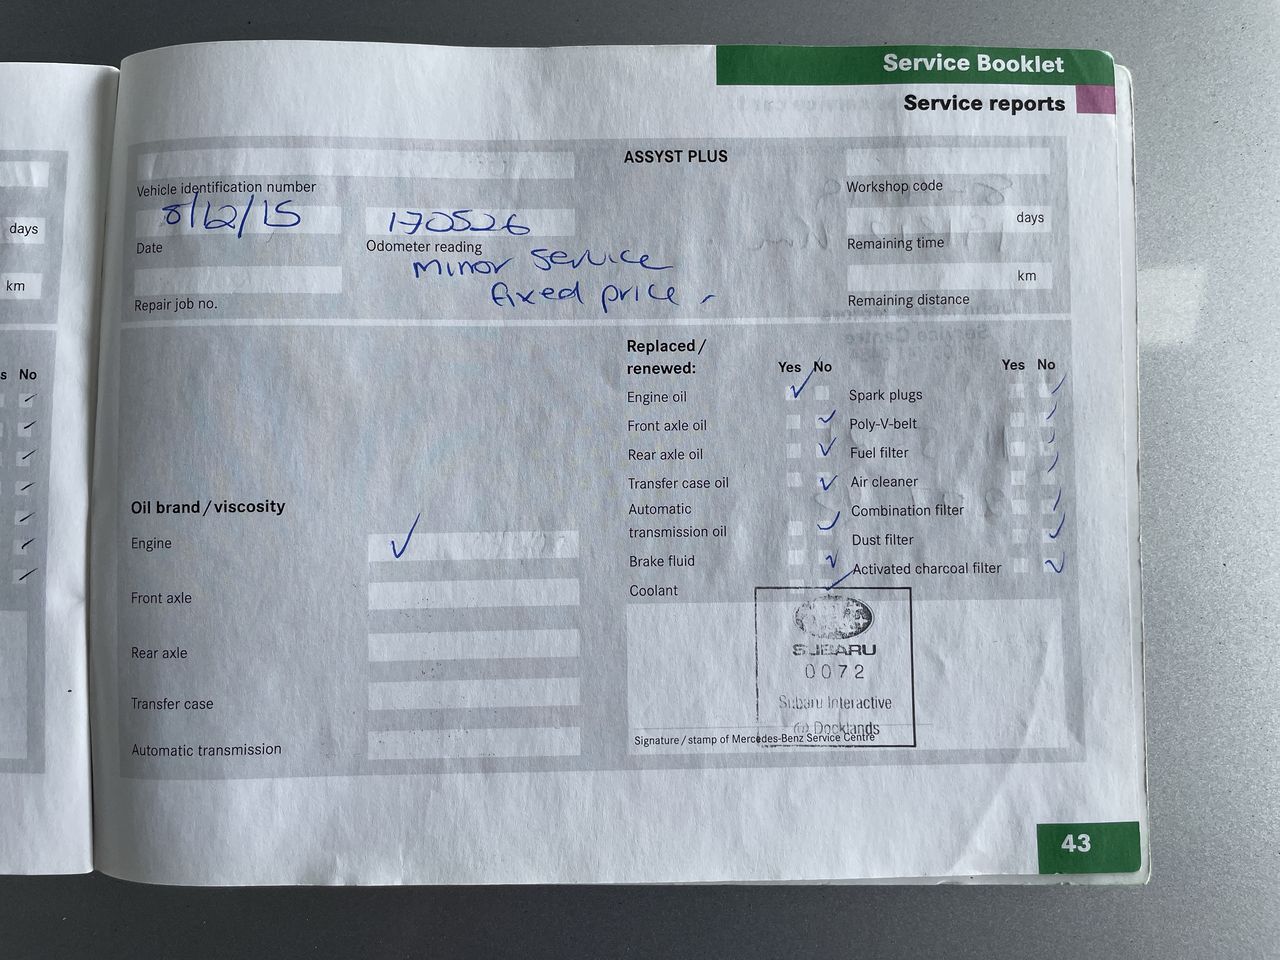 Service Booklet
Service reports
ASSYST PLUS
Vehicle identification number
Workshop code
days
8/12/15
170526
days
Date
Odometer reading
Remaining time
minor service
km
km
fixed price
Repair job no.
Remaining distance
Replaced /
renewed:
Yes No
Yes No
s No
Engine oil
Spark plugs
Front axle oil
Poly-V-belt
Rear axle oil
Fuel filter
Transfer case oil
Air cleaner
Automatic
transmission oil
Combination filter
Dust filter
Brake fluid
Activated charcoal filter
Coolant
Oil brand / viscosity
Engine
Front axle
Rear axle
Transfer case
Automatic transmission
SUBARU
0072
Subaru Interactive
@ Docklands
Signature / stamp of Mercedes-Benz Service Centre
43